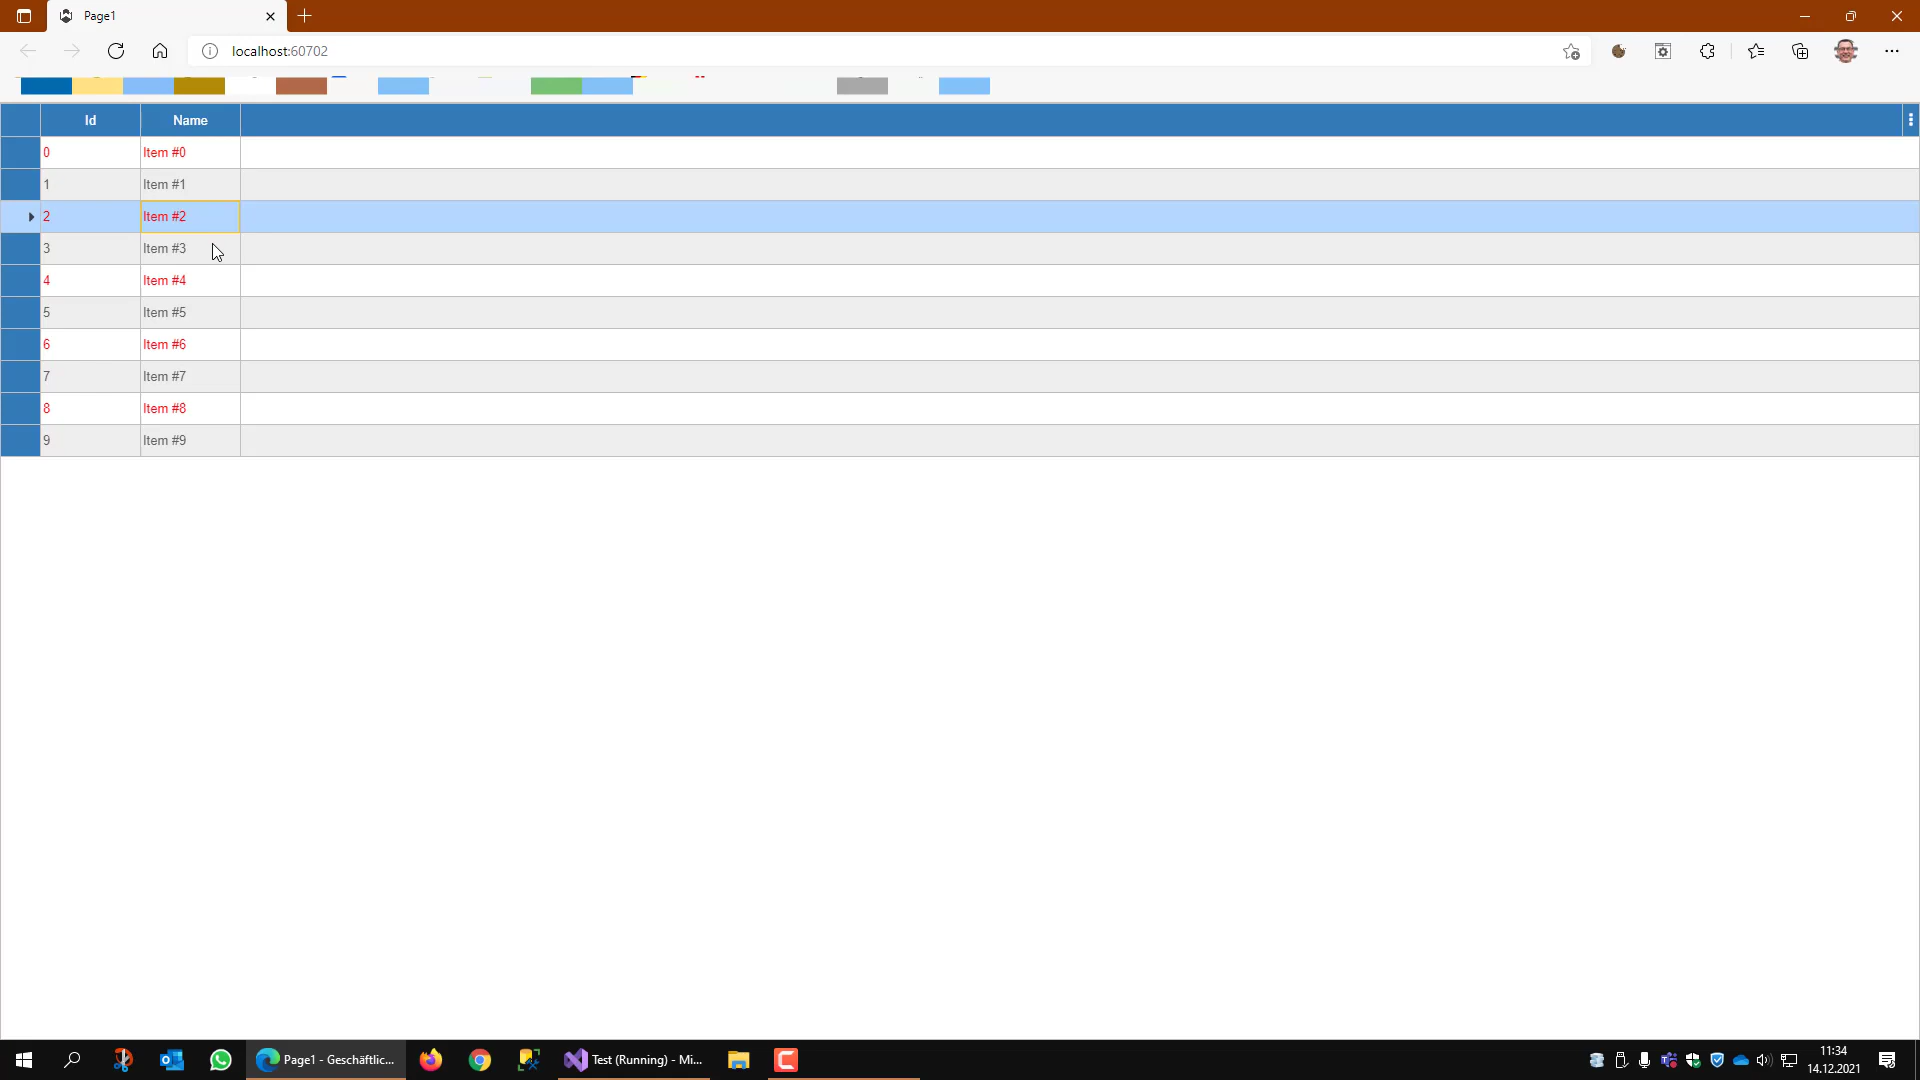 Page1
localhost:60702
Id Name
0 Item #0
1 Item #1
2 Item #2
3 Item #3
4 Item #4
5 Item #5
6 Item #6
7 Item #7
8 Item #8
9 Item #9
Page1 - Geschäftlic...
Test (Running) - Mi...
11:34
14.12.2021